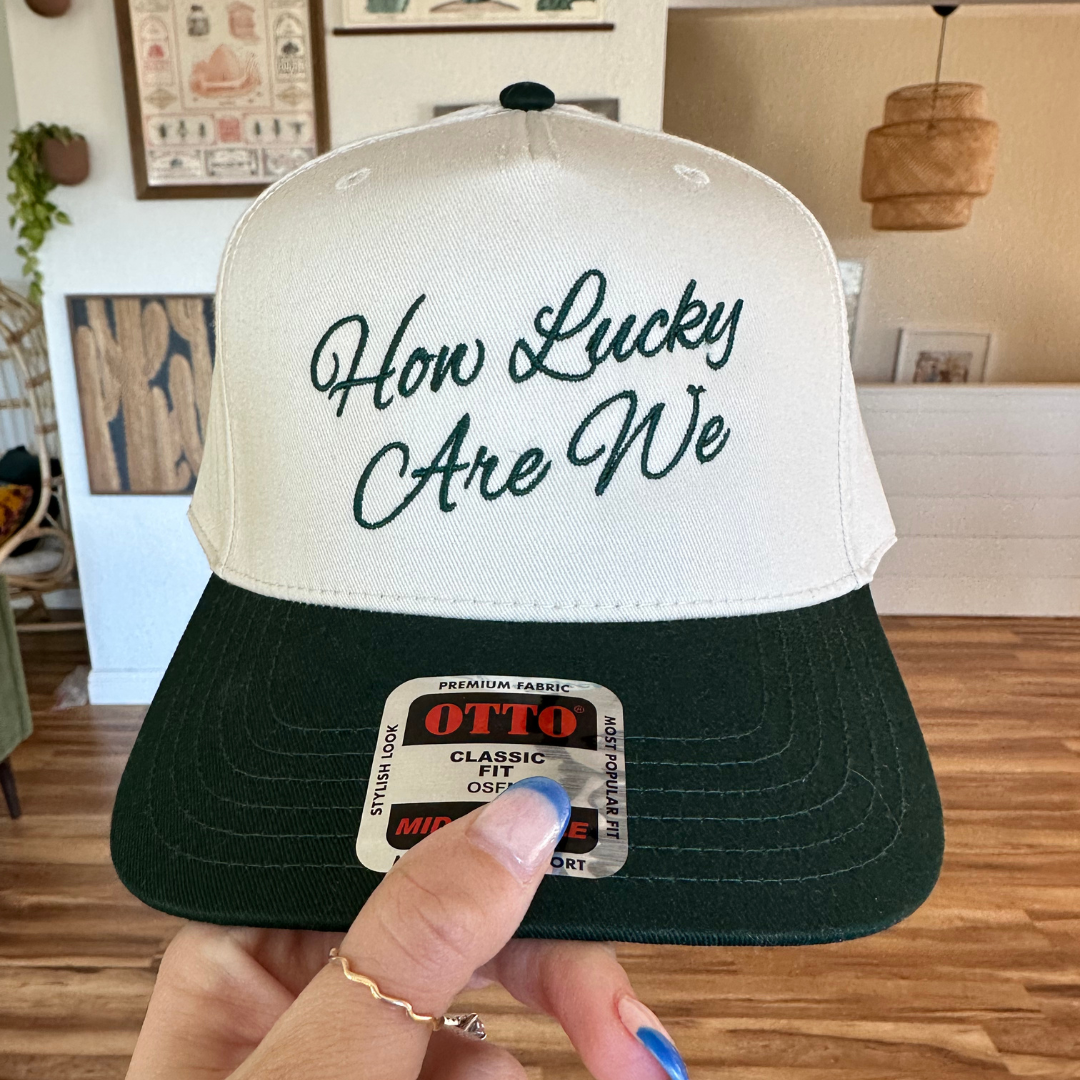 How Lucky
Are We
PREMIUM FABRIC
OTTO®
STYLISH LOOK
MOST POPULAR FIT
CLASSIC
FIT